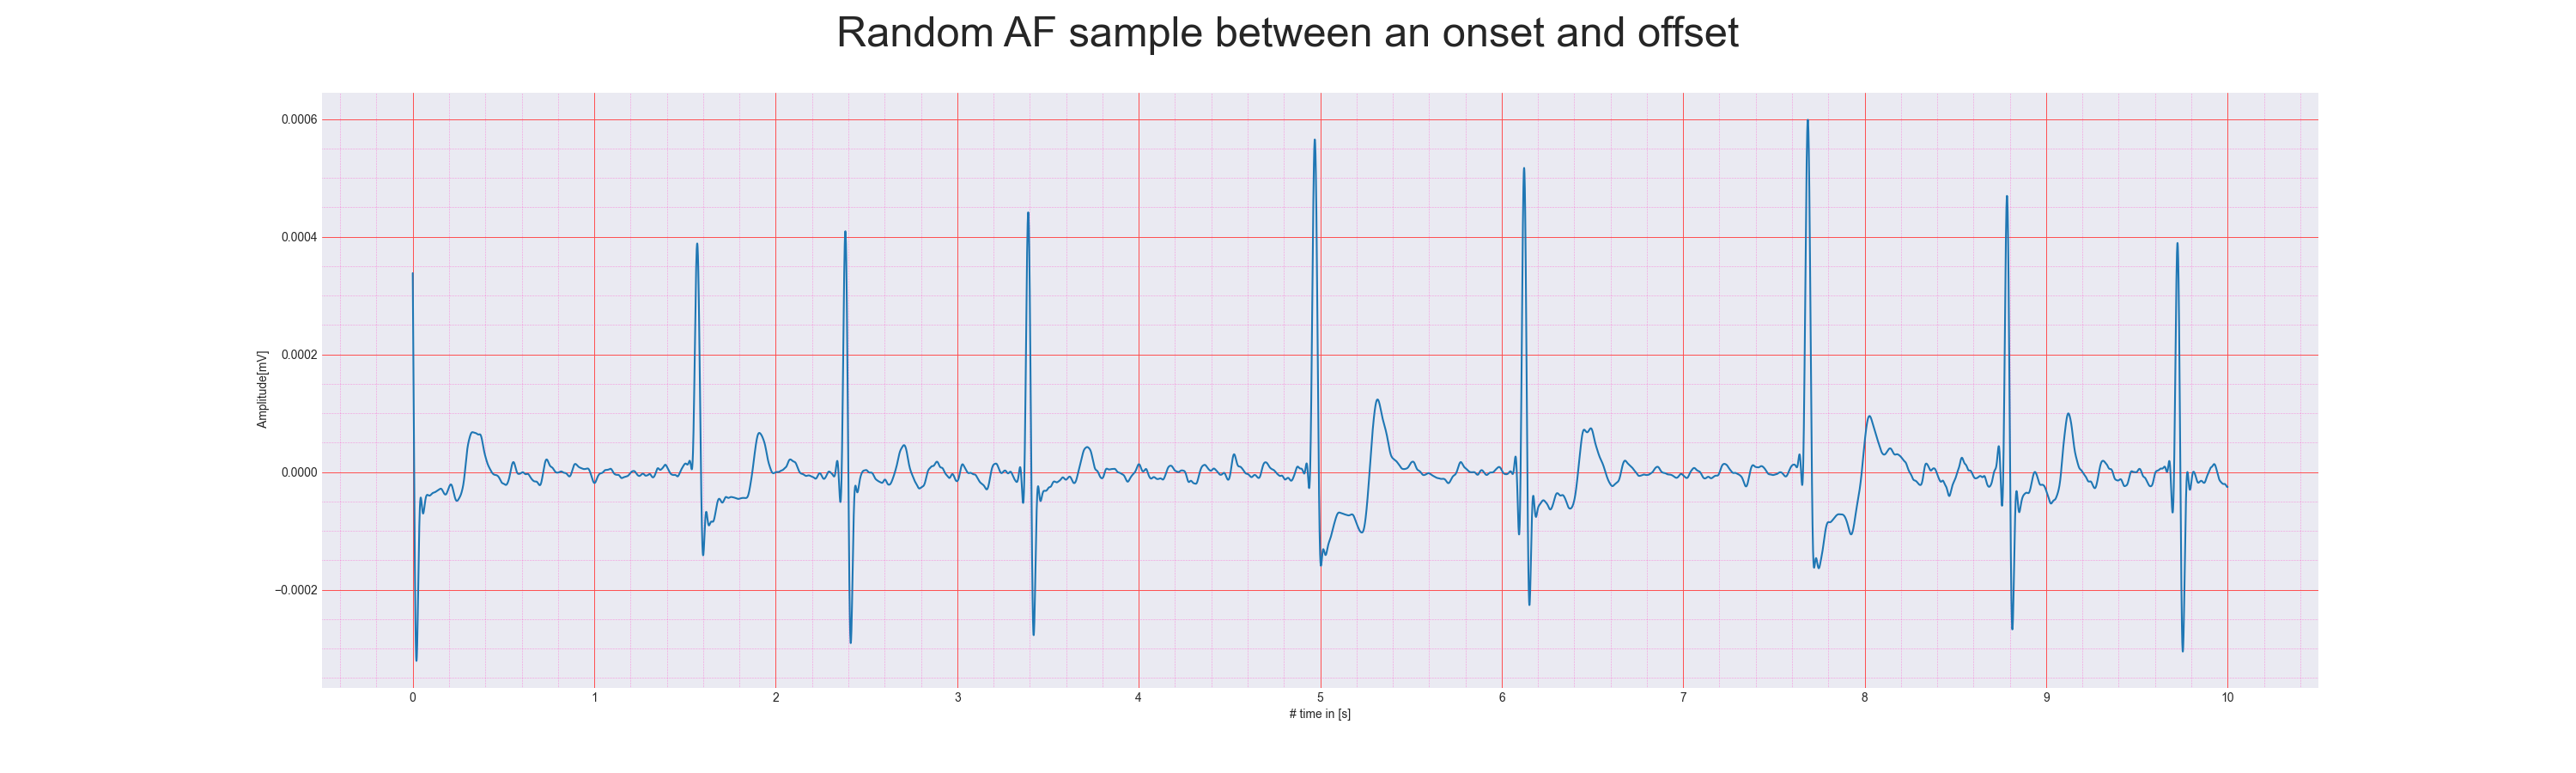 Random AF sample between an onset and offset
0.0006
0.0004
0.0002
0.0000
−0.0002
Amplitude[mV]
0 1 2 3 4 5 6 7 8 9 10
# time in [s]